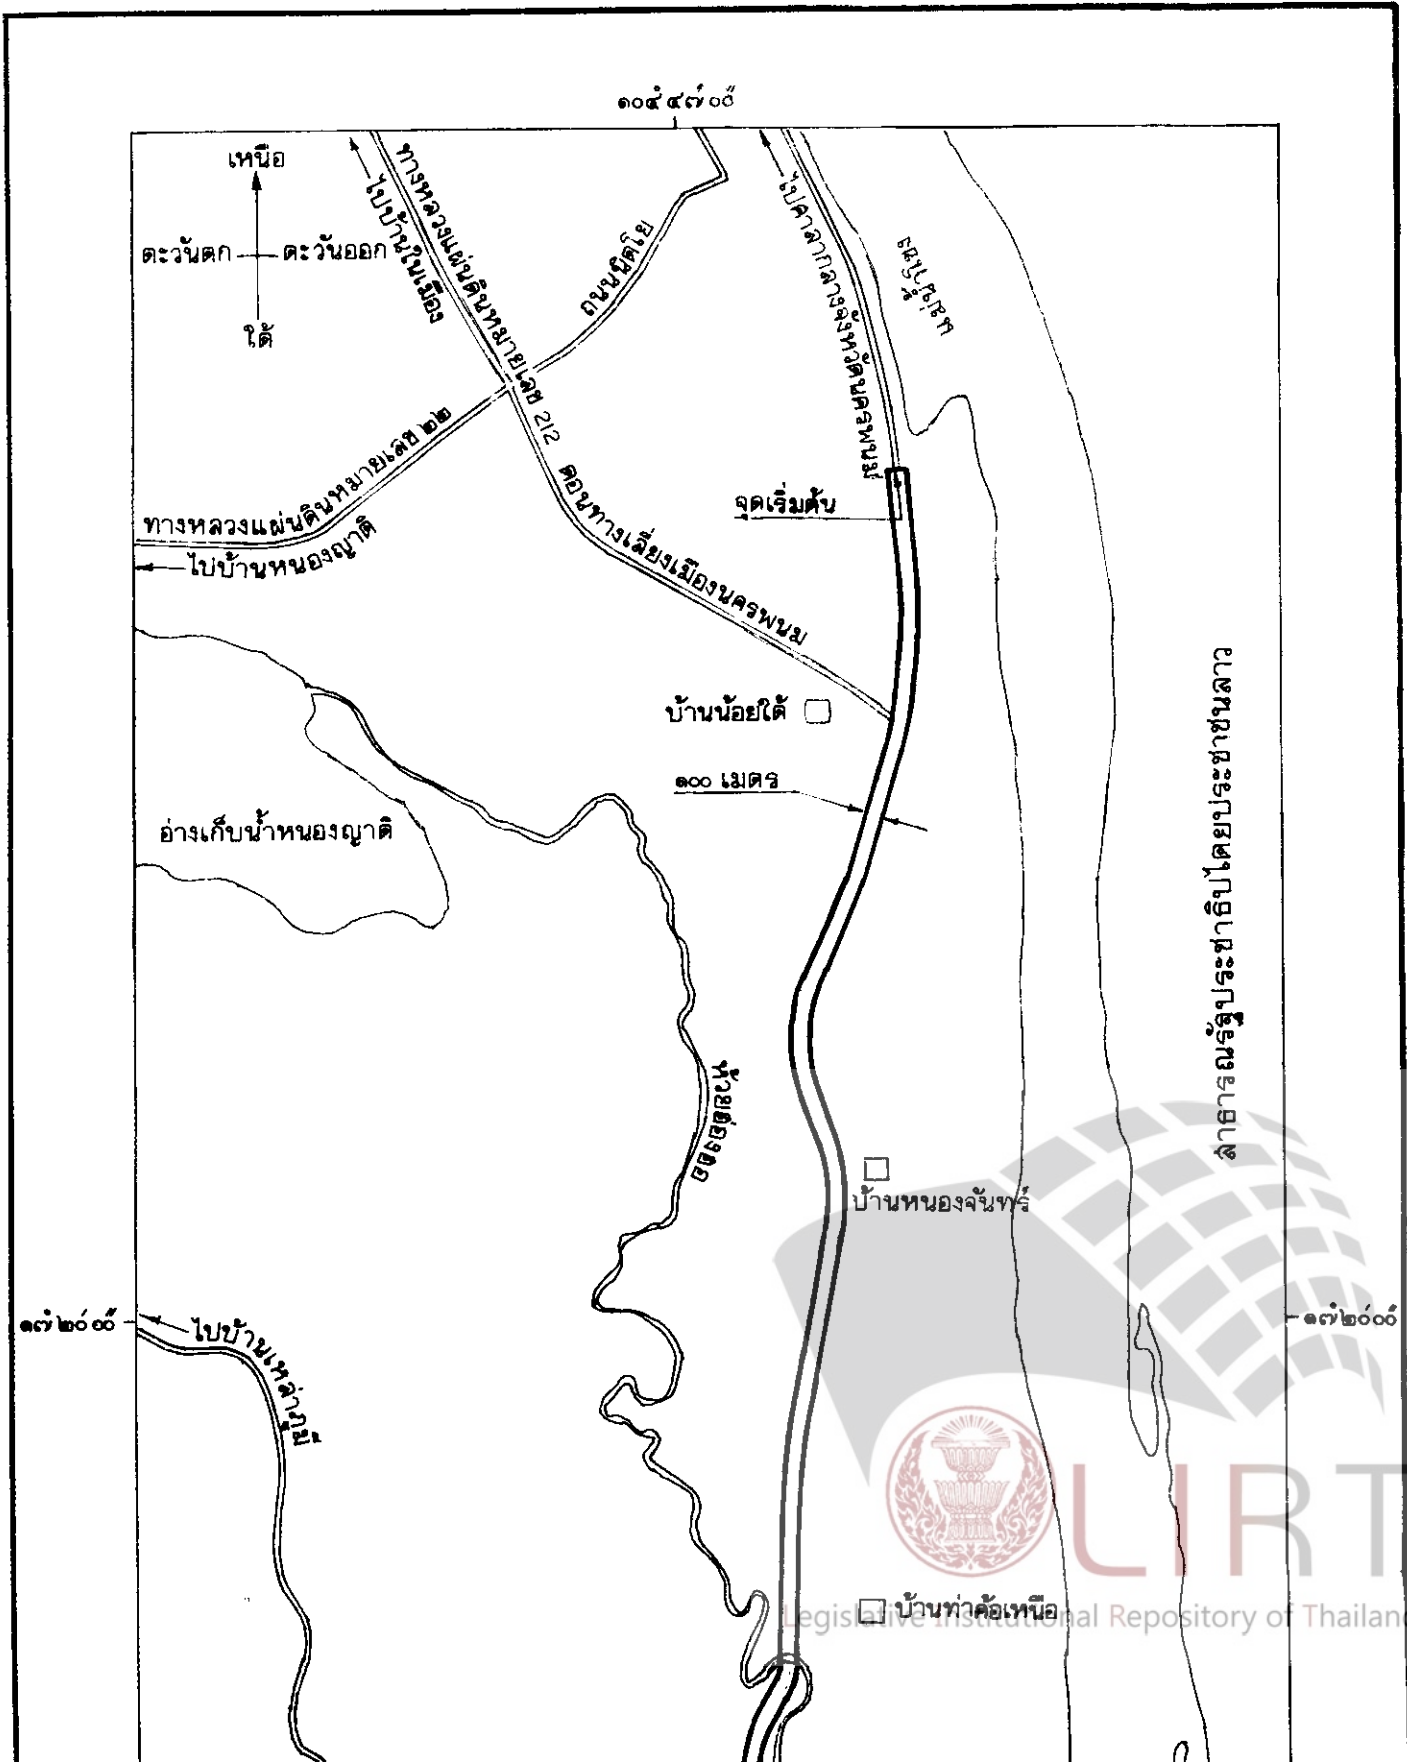 ๑๐๔ํ ๔๗' ๐๐"
เหนือ
ตะวันตก
ตะวันออก
ใต้
ทางหลวงแผ่นดินหมายเลข 212 ตอนทางเลี่ยงเมืองนครพนม
ไปบ้านในเมือง
ถนนนิตโย
ไปศาลากลางจังหวัดนครพนม
แม่น้ำโขง
ทางหลวงแผ่นดินหมายเลข ๒๒
ไปบ้านหนองญาติ
จุดเริ่มต้น
บ้านน้อยใต้
๑๐๐ เมตร
อ่างเก็บน้ำหนองญาติ
สาธารณรัฐประชาธิปไตยประชาชนลาว
บ้านหนองจันทร์
๑๗ํ ๒๐' ๐๐"
ไปบ้านเหล่าภูมี
๑๗ํ ๒๐' ๐๐"
LIRT
บ้านท่าค้อเหนือ
Legislative Institutional Repository of Thailand